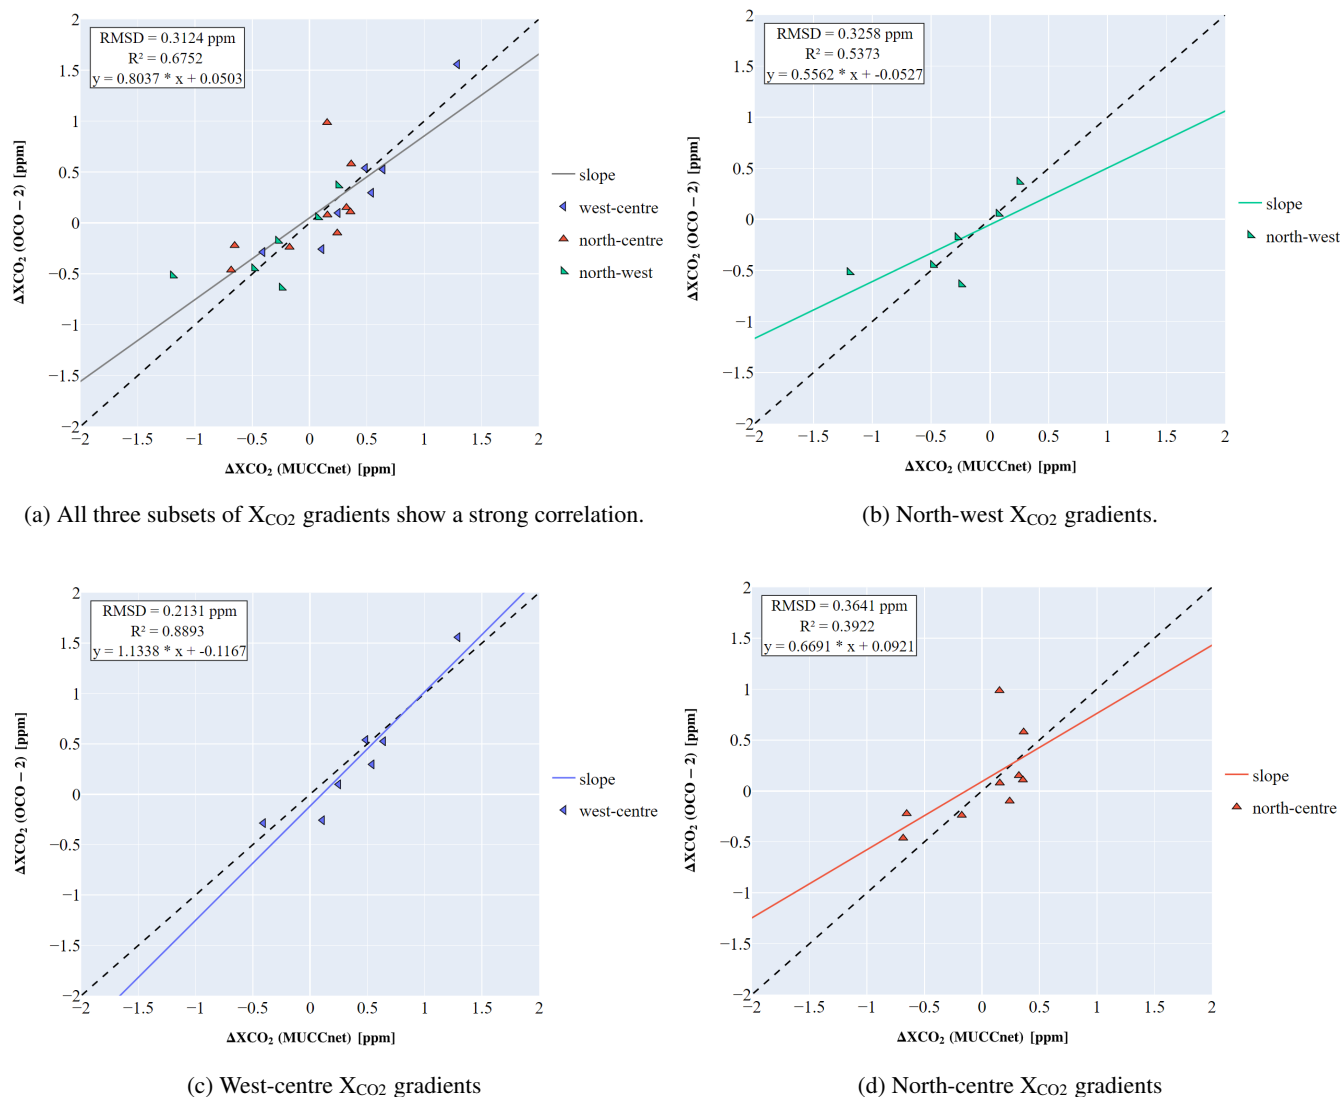 RMSD = 0.3124 ppm
R² = 0.6752
y = 0.8037 * x + 0.0503
2
1.5
1
0.5
0
−0.5
−1
−1.5
−2
−2 −1.5 −1 −0.5 0 0.5 1 1.5 2
ΔXCO₂ (OCO − 2) [ppm]
ΔXCO₂ (MUCCnet) [ppm]
slope
west-centre
north-centre
north-west
(a) All three subsets of X_CO2 gradients show a strong correlation.
RMSD = 0.3258 ppm
R² = 0.5373
y = 0.5562 * x + -0.0527
2
1.5
1
0.5
0
−0.5
−1
−1.5
−2
−2 −1.5 −1 −0.5 0 0.5 1 1.5 2
ΔXCO₂ (OCO − 2) [ppm]
ΔXCO₂ (MUCCnet) [ppm]
slope
north-west
(b) North-west X_CO2 gradients.
RMSD = 0.2131 ppm
R² = 0.8893
y = 1.1338 * x + -0.1167
2
1.5
1
0.5
0
−0.5
−1
−1.5
−2
−2 −1.5 −1 −0.5 0 0.5 1 1.5 2
ΔXCO₂ (OCO − 2) [ppm]
ΔXCO₂ (MUCCnet) [ppm]
slope
west-centre
(c) West-centre X_CO2 gradients
RMSD = 0.3641 ppm
R² = 0.3922
y = 0.6691 * x + 0.0921
2
1.5
1
0.5
0
−0.5
−1
−1.5
−2
−2 −1.5 −1 −0.5 0 0.5 1 1.5 2
ΔXCO₂ (OCO − 2) [ppm]
ΔXCO₂ (MUCCnet) [ppm]
slope
north-centre
(d) North-centre X_CO2 gradients